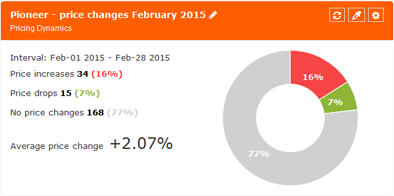 Pioneer - price changes February 2015
Pricing Dynamics
Interval: Feb-01 2015 - Feb-28 2015
Price increases 34 (16%)
Price drops 15 (7%)
No price changes 168 (77%)
Average price change +2.07%
16%
7%
77%